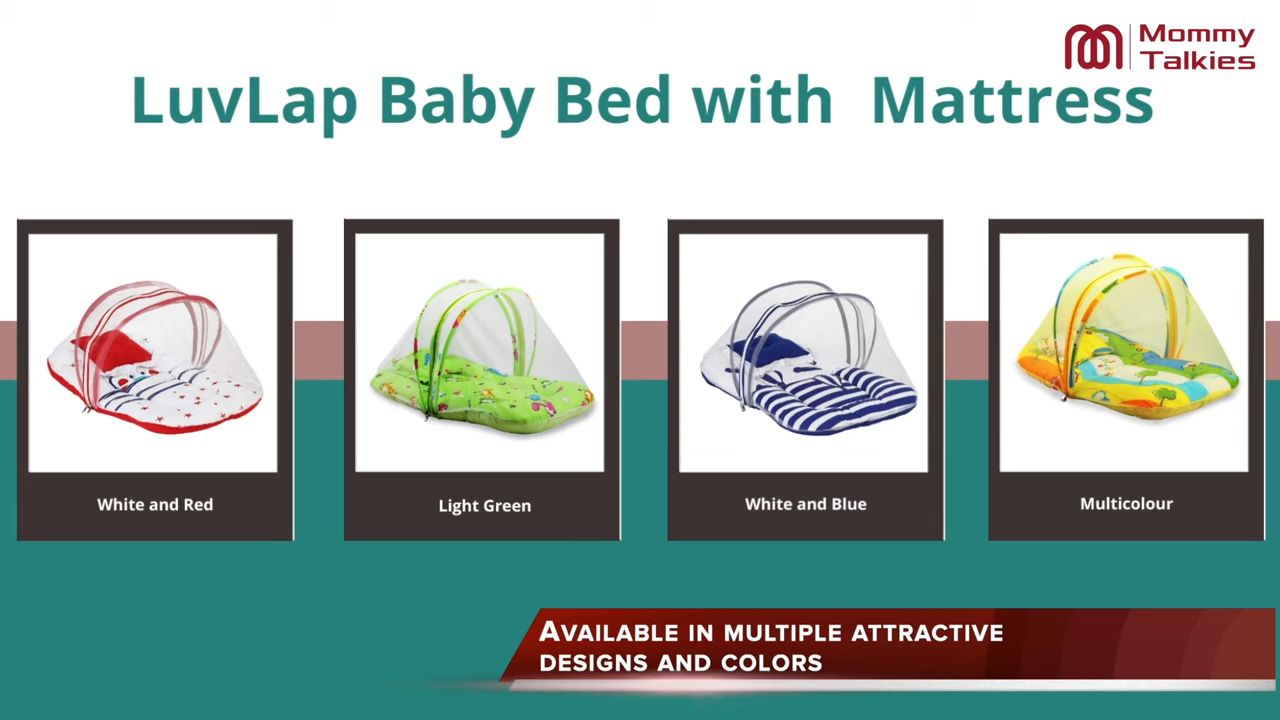 Mommy
Talkies
LuvLap Baby Bed with Mattress
White and Red
Light Green
White and Blue
Multicolour
AVAILABLE IN MULTIPLE ATTRACTIVE
DESIGNS AND COLORS